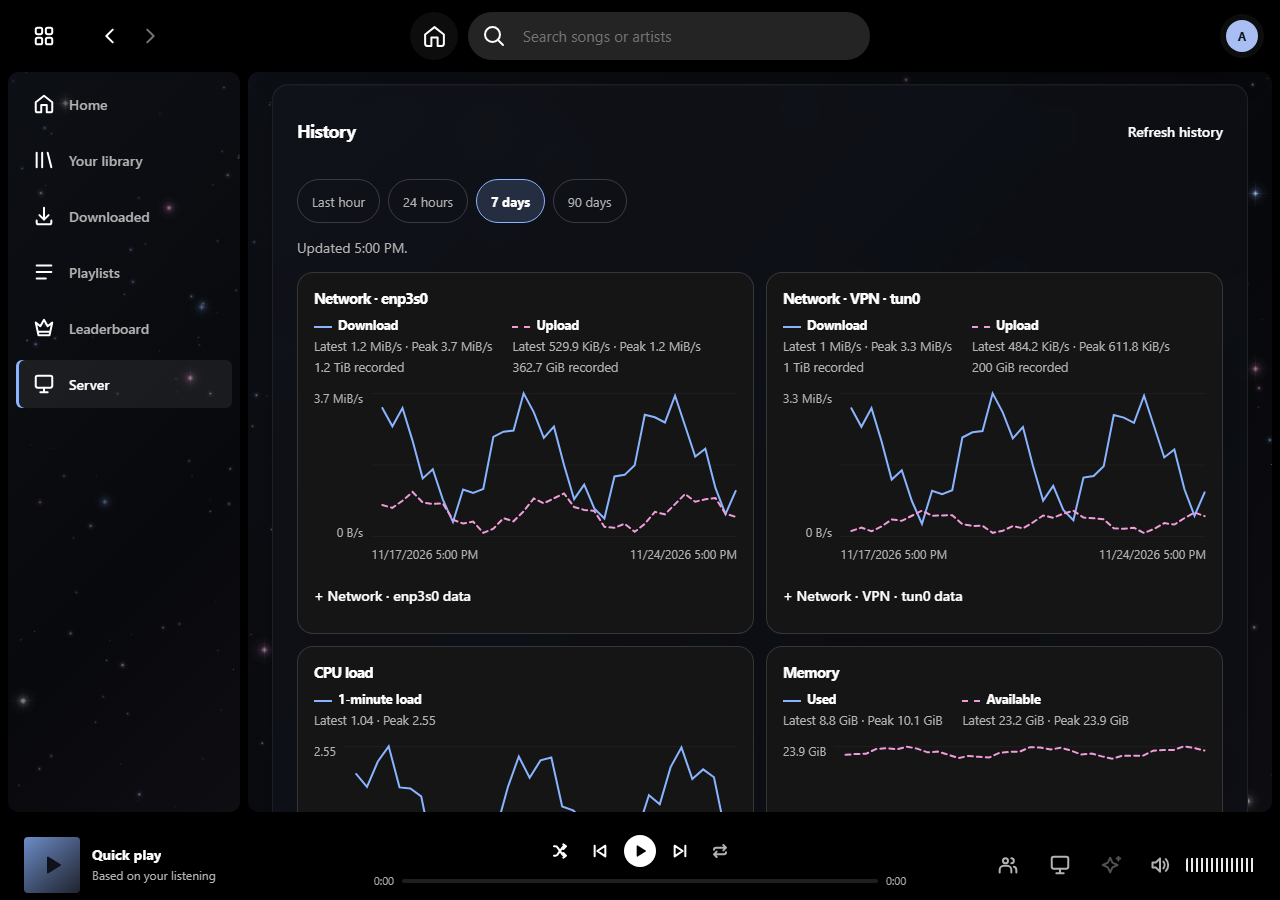 Search songs or artists
A
Home
Your library
Downloaded
Playlists
Leaderboard
Server
History
Refresh history
Last hour
24 hours
7 days
90 days
Updated 5:00 PM.
Network · enp3s0
Download
Upload
Latest 1.2 MiB/s · Peak 3.7 MiB/s
Latest 529.9 KiB/s · Peak 1.2 MiB/s
1.2 TiB recorded
362.7 GiB recorded
3.7 MiB/s
0 B/s
11/17/2026 5:00 PM
11/24/2026 5:00 PM
+ Network · enp3s0 data
Network · VPN · tun0
Download
Upload
Latest 1 MiB/s · Peak 3.3 MiB/s
Latest 484.2 KiB/s · Peak 611.8 KiB/s
1 TiB recorded
200 GiB recorded
3.3 MiB/s
0 B/s
11/17/2026 5:00 PM
11/24/2026 5:00 PM
+ Network · VPN · tun0 data
CPU load
1-minute load
Latest 1.04 · Peak 2.55
2.55
Memory
Used
Available
Latest 8.8 GiB · Peak 10.1 GiB
Latest 23.2 GiB · Peak 23.9 GiB
23.9 GiB
Quick play
Based on your listening
0:00
0:00